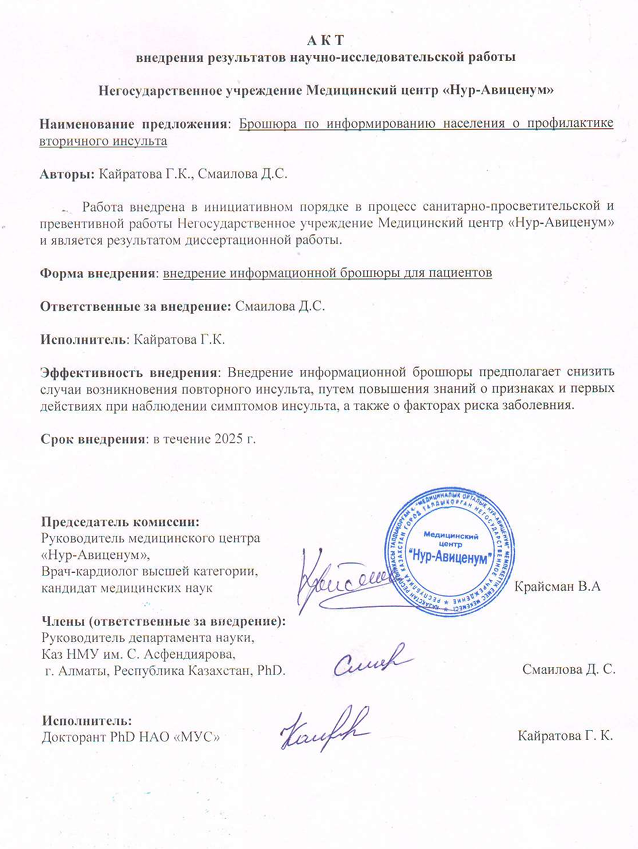 А К Т
внедрения результатов научно-исследовательской работы
Негосударственное учреждение Медицинский центр «Нур-Авиценум»
Наименование предложения: Брошюра по информированию населения о профилактике
вторичного инсульта
Авторы: Кайратова Г.К., Смаилова Д.С.
Работа внедрена в инициативном порядке в процесс санитарно-просветительской и
превентивной работы Негосударственное учреждение Медицинский центр «Нур-Авиценум»
и является результатом диссертационной работы.
Форма внедрения: внедрение информационной брошюры для пациентов
Ответственные за внедрение: Смаилова Д.С.
Исполнитель: Кайратова Г.К.
Эффективность внедрения: Внедрение информационной брошюры предполагает снизить
случаи возникновения повторного инсульта, путем повышения знаний о признаках и первых
действиях при наблюдении симптомов инсульта, а также о факторах риска заболевния.
Срок внедрения: в течение 2025 г.
Председатель комиссии:
Руководитель медицинского центра
«Нур-Авиценум»,
Врач-кардиолог высшей категории,
кандидат медицинских наук
Крайсман В.А
Медицинский
центр
"Нур-Авиценум"
Члены (ответственные за внедрение):
Руководитель департамента науки,
Каз НМУ им. С. Асфендиярова,
г. Алматы, Республика Казахстан, PhD.
Смаилова Д. С.
Исполнитель:
Докторант PhD НАО «МУС»
Кайратова Г. К.